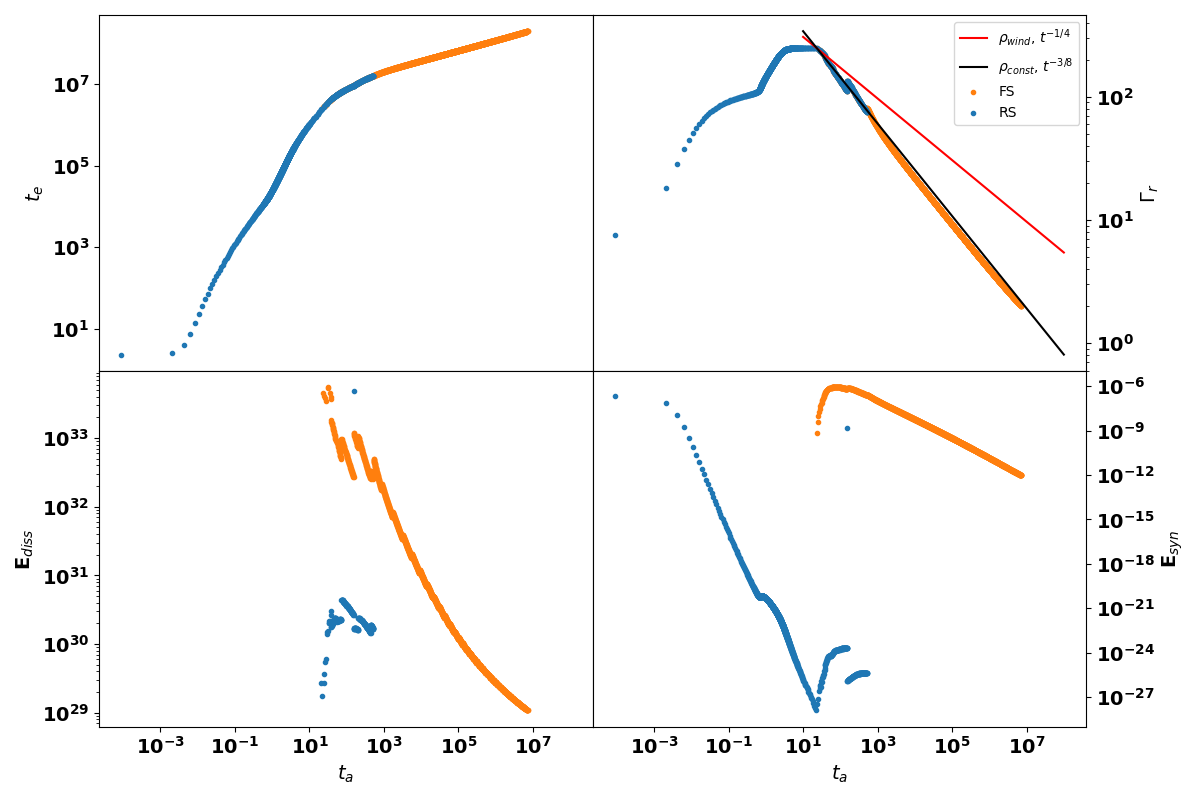 t_e
10^7
10^5
10^3
10^1
ρ_wind, t^{-1/4}
ρ_const, t^{-3/8}
FS
RS
10^2
10^1
10^0
Γ_r
E_diss
10^33
10^32
10^31
10^30
10^29
10^{-6}
10^{-9}
10^{-12}
10^{-15}
10^{-18}
10^{-21}
10^{-24}
10^{-27}
E_syn
10^{-3} 10^{-1} 10^1 10^3 10^5 10^7
10^{-3} 10^{-1} 10^1 10^3 10^5 10^7
t_a
t_a